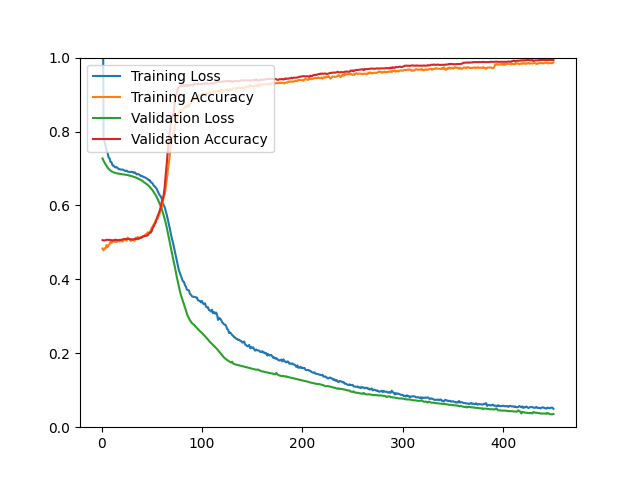 Training Loss
Training Accuracy
Validation Loss
Validation Accuracy
1.0
0.8
0.6
0.4
0.2
0.0
0 100 200 300 400